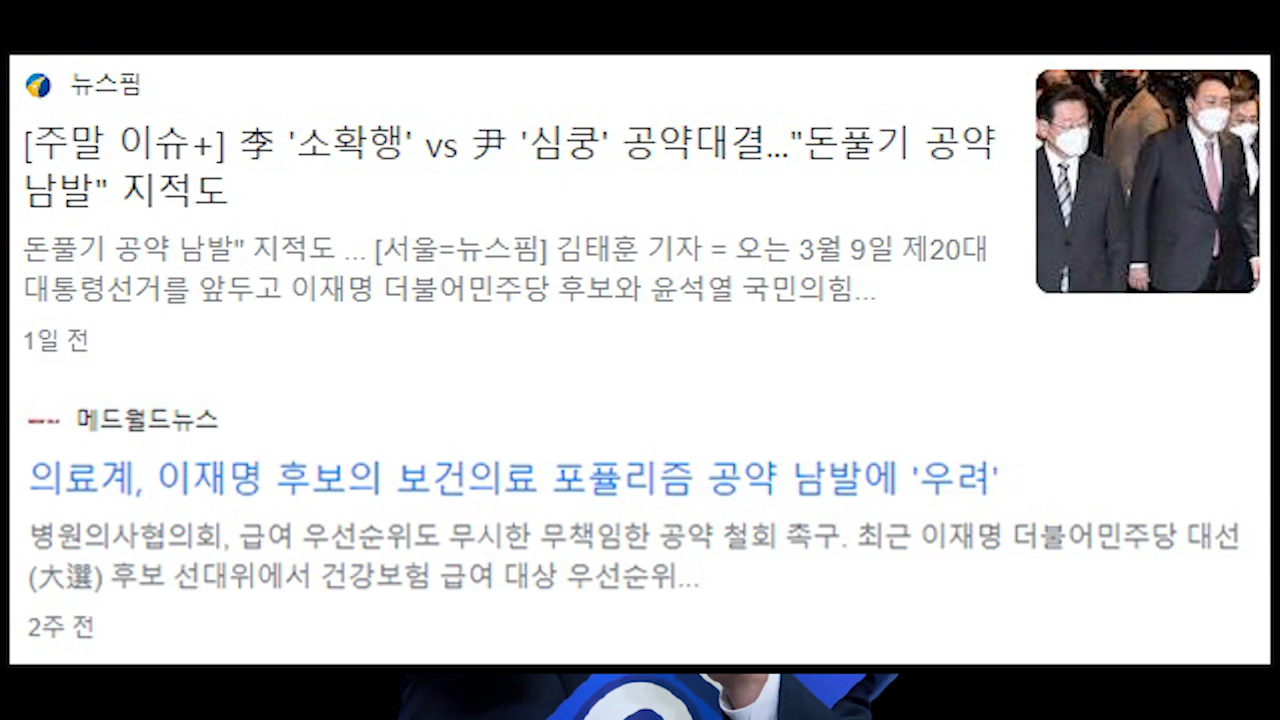 뉴스핌
[주말 이슈+] 李 '소확행' vs 尹 '심쿵' 공약대결..."돈풀기 공약
남발" 지적도
돈풀기 공약 남발" 지적도 ... [서울=뉴스핌] 김태훈 기자 = 오는 3월 9일 제20대
대통령선거를 앞두고 이재명 더불어민주당 후보와 윤석열 국민의힘...
1일 전
메드월드뉴스
의료계, 이재명 후보의 보건의료 포퓰리즘 공약 남발에 '우려'
병원의사협의회, 급여 우선순위도 무시한 무책임한 공약 철회 촉구. 최근 이재명 더불어민주당 대선
(大選) 후보 선대위에서 건강보험 급여 대상 우선순위...
2주 전